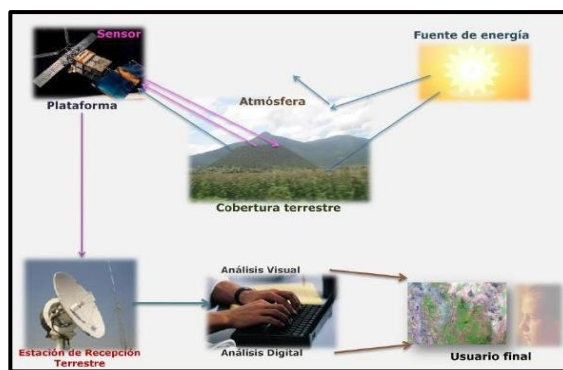 Sensor
Fuente de energía
Plataforma
Atmósfera
Cobertura terrestre
Análisis Visual
Estación de Recepción
Terrestre
Análisis Digital
Usuario final